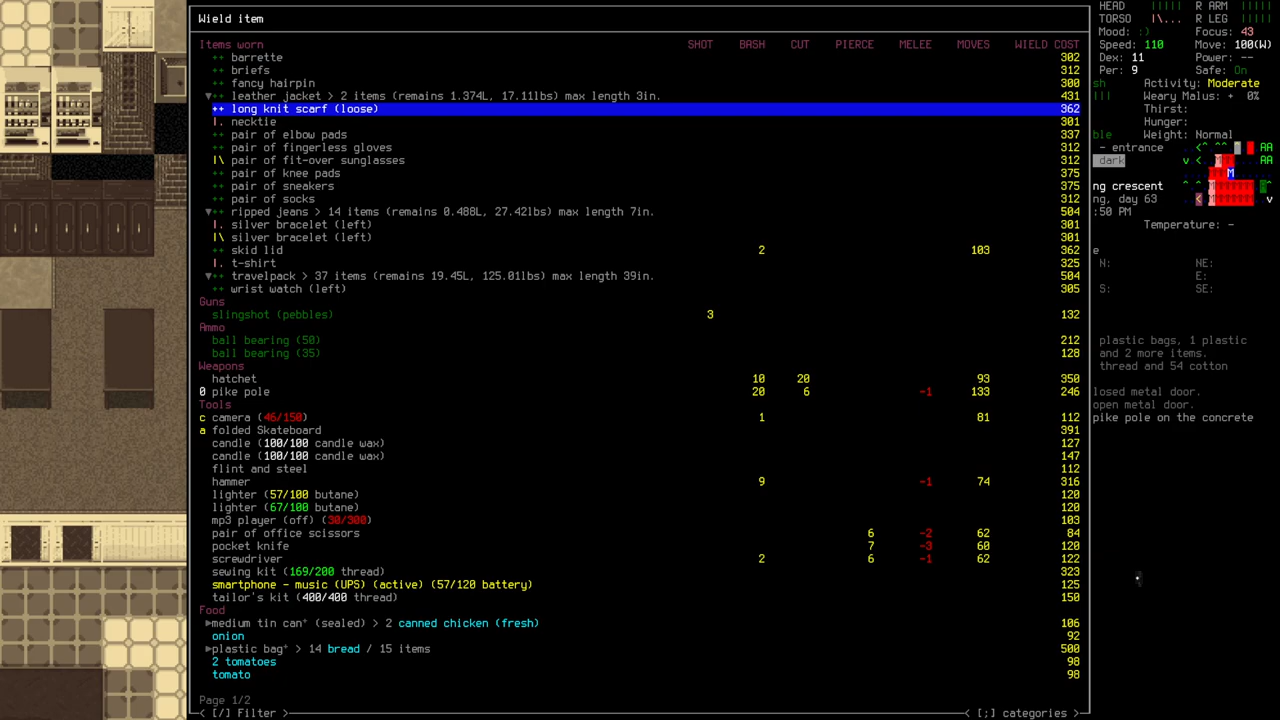 Wield item
Items worn SHOT BASH CUT PIERCE MELEE MOVES WIELD COST
++ barrette 302
++ briefs 312
++ fancy hairpin 300
▼++ leather jacket > 2 items (remains 1.374L, 17.11lbs) max length 3in. 431
++ long knit scarf (loose) 362
|. necktie 301
++ pair of elbow pads 337
++ pair of fingerless gloves 312
|\ pair of fit-over sunglasses 312
++ pair of knee pads 375
++ pair of sneakers 375
++ pair of socks 312
▼++ ripped jeans > 14 items (remains 0.488L, 27.42lbs) max length 7in. 504
|. silver bracelet (left) 301
|\ silver bracelet (left) 301
++ skid lid 2 103 362
|. t-shirt 325
▼++ travelpack > 37 items (remains 19.45L, 125.01lbs) max length 39in. 504
++ wrist watch (left) 305
Guns
slingshot (pebbles) 3 132
Ammo
ball bearing (50) 212
ball bearing (35) 128
Weapons
hatchet 10 20 93 350
0 pike pole 20 6 -1 133 246
Tools
c camera (46/150) 1 81 112
a folded Skateboard 391
candle (100/100 candle wax) 127
candle (100/100 candle wax) 147
flint and steel 112
hammer 9 -1 74 316
lighter (57/100 butane) 120
lighter (67/100 butane) 120
mp3 player (off) (30/300) 103
pair of office scissors 6 -2 62 84
pocket knife 7 -3 60 120
screwdriver 2 6 -1 62 122
sewing kit (169/200 thread) 323
smartphone - music (UPS) (active) (57/120 battery) 125
tailor's kit (400/400 thread) 150
Food
▶medium tin can⁺ (sealed) > 2 canned chicken (fresh) 106
onion 92
▶plastic bag⁺ > 14 bread / 15 items 500
2 tomatoes 98
tomato 98
Page 1/2
< [/] Filter > < [;] categories >
HEAD ||||| R ARM |||||
TORSO |\... R LEG |||||
Mood: :) Focus: 43
Speed: 110 Move: 100(W)
Dex: 11 Power: --
Per: 9 Safe: On
sh Activity: Moderate
||| Weary Malus: + 0%
Thirst:
Hunger:
ble Weight: Normal
- entrance
dark
ng crescent
ng, day 63
:50 PM
Temperature: -
e
N: NE:
E:
S: SE:
plastic bags, 1 plastic
and 2 more items.
thread and 54 cotton
closed metal door.
open metal door.
pike pole on the concrete